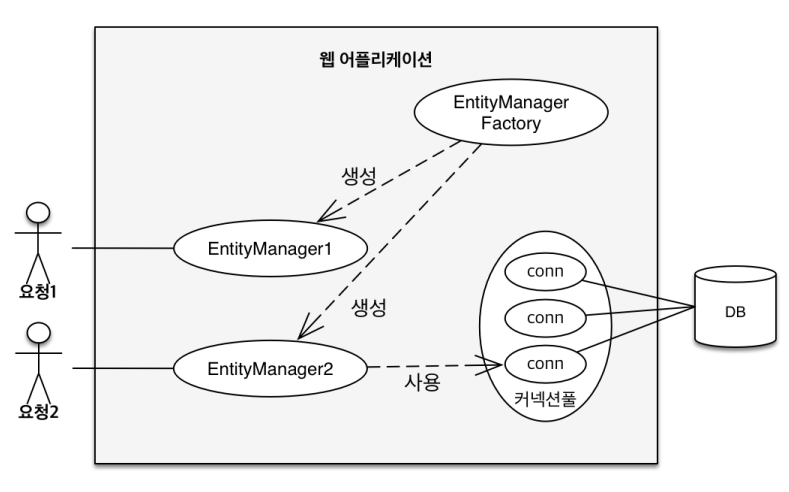 웹 어플리케이션
EntityManager
Factory
생성
요청1
EntityManager1
생성
conn
conn
conn
커넥션풀
DB
요청2
EntityManager2
사용